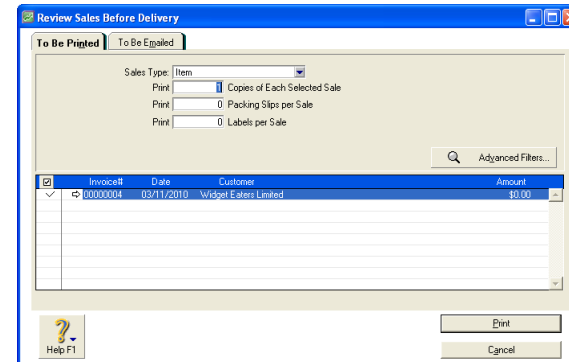 Review Sales Before Delivery
To Be Printed To Be Emailed
Sales Type: Item
Print 1 Copies of Each Selected Sale
Print 0 Packing Slips per Sale
Print 0 Labels per Sale
Advanced Filters...
Invoice# Date Customer Amount
00000004 03/11/2010 Widget Eaters Limited $0.00
Print
Help F1
Cancel